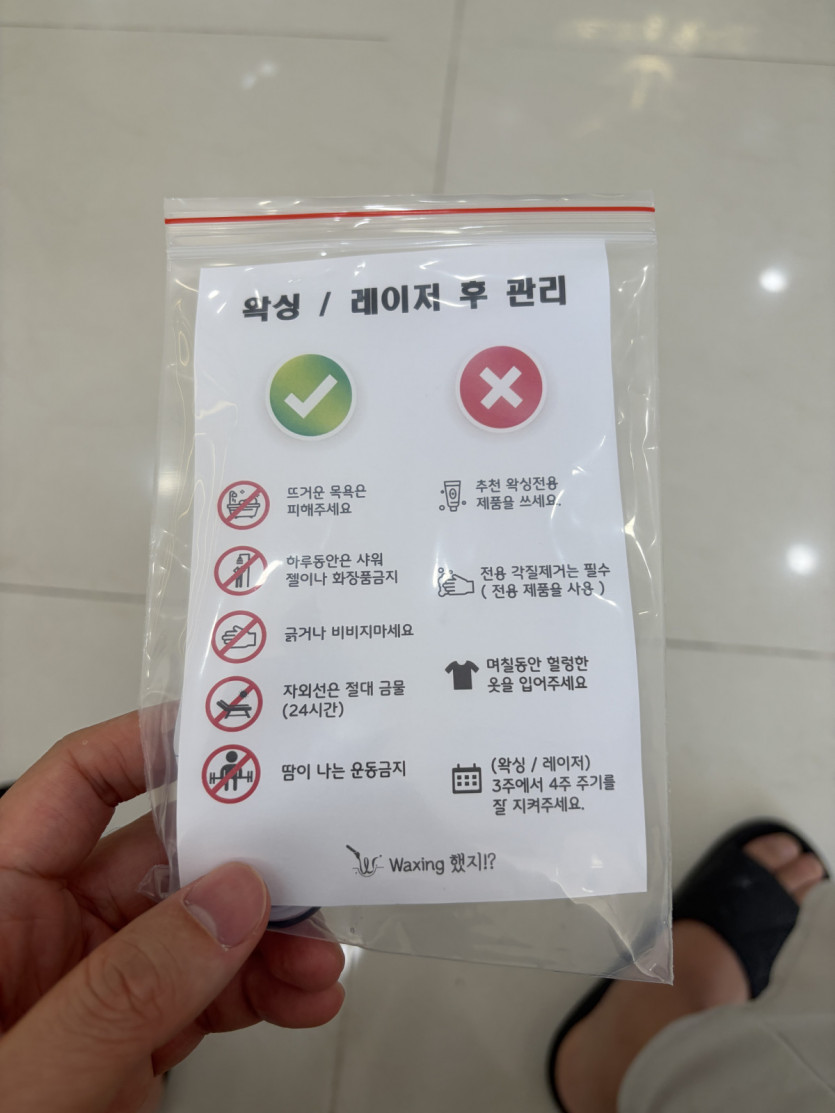 왁싱 / 레이저 후 관리
뜨거운 목욕은
피해주세요
하루동안은 샤워
젤이나 화장품금지
긁거나 비비지마세요
자외선은 절대 금물
(24시간)
땀이 나는 운동금지
추천 왁싱전용
제품을 쓰세요.
전용 각질제거는 필수
( 전용 제품을 사용 )
며칠동안 헐렁한
옷을 입어주세요
(왁싱 / 레이저)
3주에서 4주 주기를
잘 지켜주세요.
Waxing 했지!?